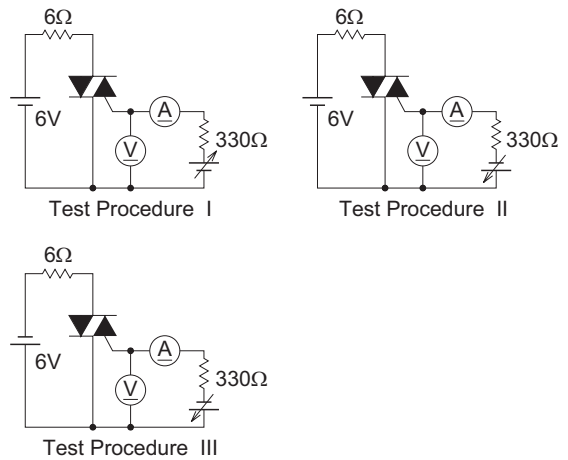 6Ω
6V
A
V
330Ω
Test Procedure I
6Ω
6V
A
V
330Ω
Test Procedure II
6Ω
6V
A
V
330Ω
Test Procedure III